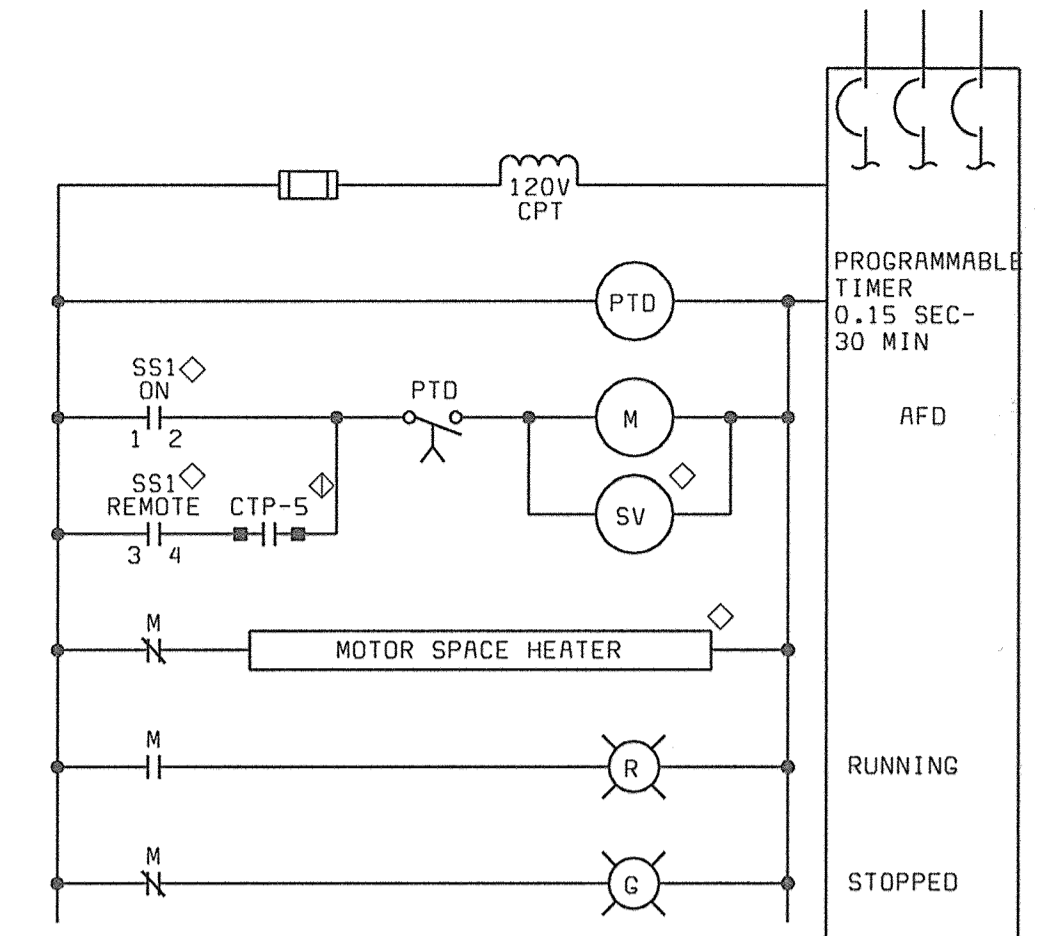 120V
CPT
PTD
PROGRAMMABLE
TIMER
0.15 SEC-
30 MIN
SS1
ON
1 2
PTD
M
AFD
SS1
REMOTE
3 4
CTP-5
SV
M
MOTOR SPACE HEATER
M
R
RUNNING
M
G
STOPPED